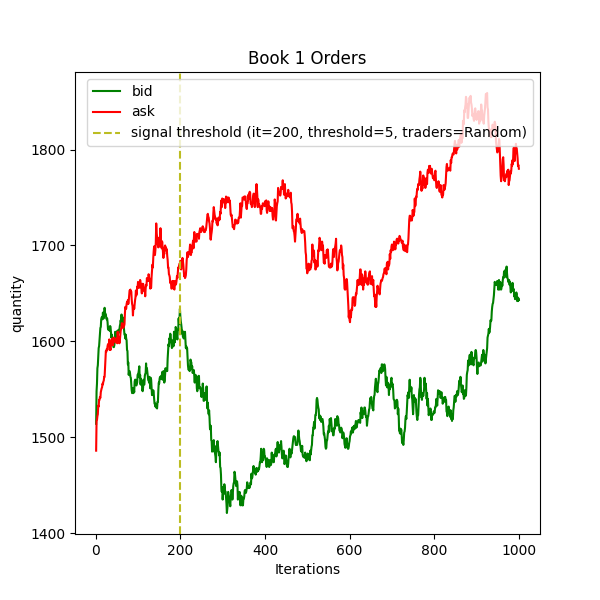 Book 1 Orders
bid
ask
signal threshold (it=200, threshold=5, traders=Random)
1800
1700
1600
1500
1400
quantity
0 200 400 600 800 1000
Iterations